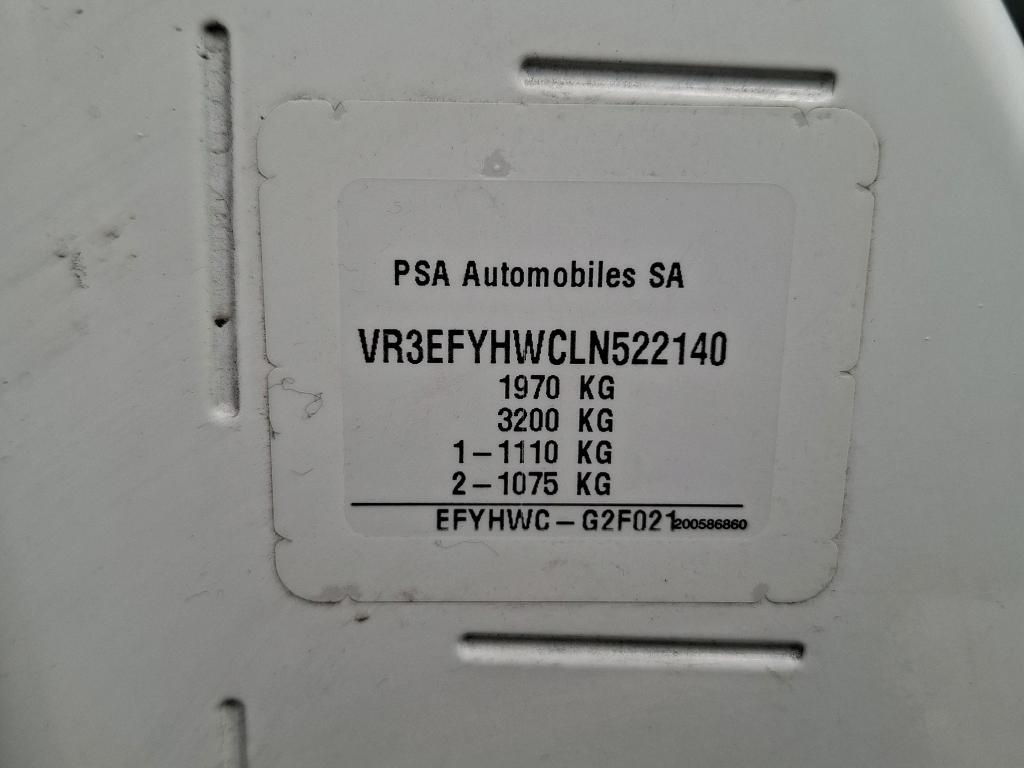 PSA Automobiles SA
VR3EFYHWCLN522140
1970 KG
3200 KG
1-1110 KG
2-1075 KG
EFYHWC-G2F021 200586860